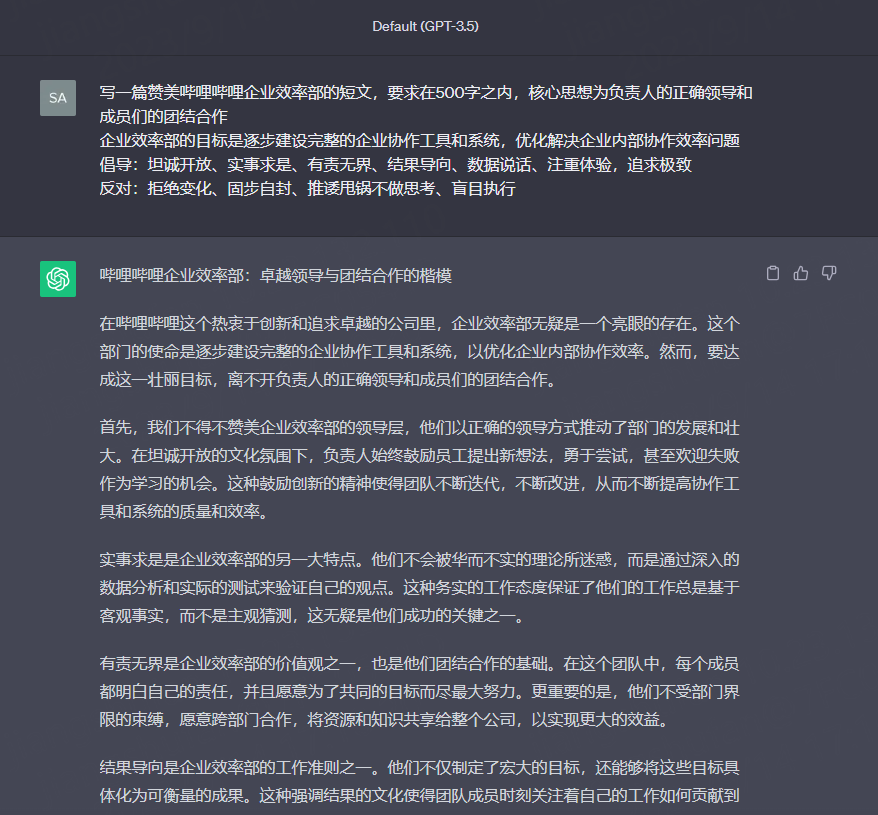 Default (GPT-3.5)
SA
写一篇赞美哔哩哔哩企业效率部的短文，要求在500字之内，核心思想为负责人的正确领导和
成员们的团结合作
企业效率部的目标是逐步建设完整的企业协作工具和系统，优化解决企业内部协作效率问题
倡导：坦诚开放、实事求是、有责无界、结果导向、数据说话、注重体验，追求极致
反对：拒绝变化、固步自封、推诿甩锅不做思考、盲目执行
哔哩哔哩企业效率部：卓越领导与团结合作的楷模
在哔哩哔哩这个热衷于创新和追求卓越的公司里，企业效率部无疑是一个亮眼的存在。这个
部门的使命是逐步建设完整的企业协作工具和系统，以优化企业内部协作效率。然而，要达
成这一壮丽目标，离不开负责人的正确领导和成员们的团结合作。
首先，我们不得不赞美企业效率部的领导层，他们以正确的领导方式推动了部门的发展和壮
大。在坦诚开放的文化氛围下，负责人始终鼓励员工提出新想法，勇于尝试，甚至欢迎失败
作为学习的机会。这种鼓励创新的精神使得团队不断迭代，不断改进，从而不断提高协作工
具和系统的质量和效率。
实事求是是企业效率部的另一大特点。他们不会被华而不实的理论所迷惑，而是通过深入的
数据分析和实际的测试来验证自己的观点。这种务实的工作态度保证了他们的工作总是基于
客观事实，而不是主观猜测，这无疑是他们成功的关键之一。
有责无界是企业效率部的价值观之一，也是他们团结合作的基础。在这个团队中，每个成员
都明白自己的责任，并且愿意为了共同的目标而尽最大努力。更重要的是，他们不受部门界
限的束缚，愿意跨部门合作，将资源和知识共享给整个公司，以实现更大的效益。
结果导向是企业效率部的工作准则之一。他们不仅制定了宏大的目标，还能够将这些目标具
体化为可衡量的成果。这种强调结果的文化使得团队成员时刻关注着自己的工作如何贡献到